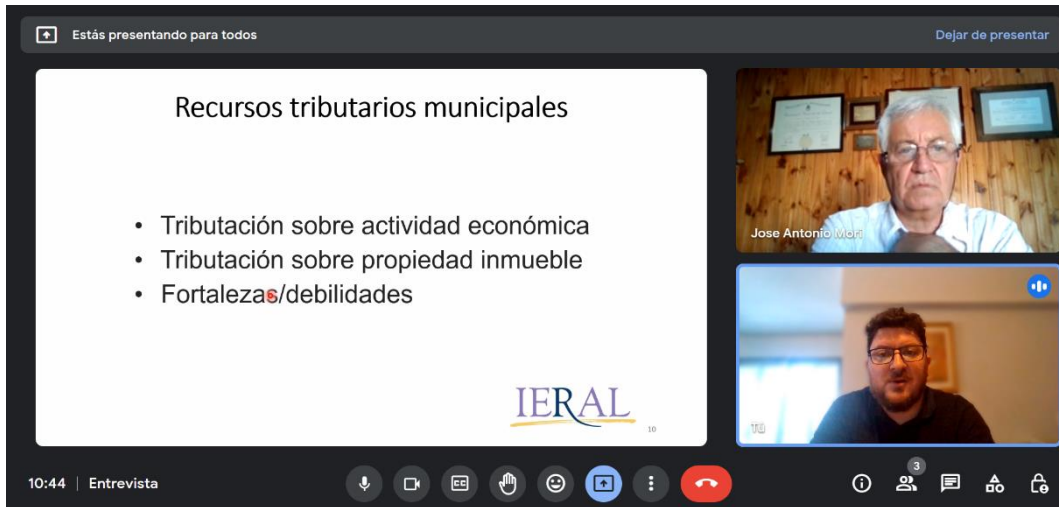 Estás presentando para todos
Dejar de presentar
Recursos tributarios municipales
• Tributación sobre actividad económica
• Tributación sobre propiedad inmueble
• Fortalezas/debilidades
IERAL
10
Jose Antonio Mori
Tú
10:44 | Entrevista
CC
3